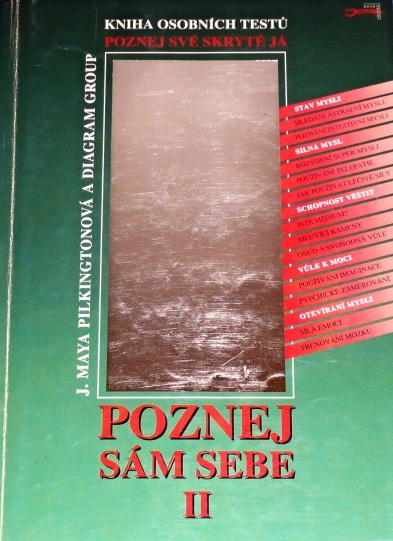 KNIHA OSOBNÍCH TESTŮ
POZNEJ SVÉ SKRYTÉ JÁ
J. MAYA PILKINGTONOVÁ A DIAGRAM GROUP
STAV MYSLI
HLEDÁNÍ ASTRÁLNÍ MYSLI
POZNÁNÍ INTUITIVNÍ MYSLI
SILNÁ MYSL
ROZVÍJENÍ SUPER MYSLI
POUŽÍVÁNÍ TELEPATIE
JAK POUŽÍVAT LÉČIVÉ SÍLY
SCHOPNOST VĚŠTIT
JSTE MÉDIUM?
MLUVÍCÍ KAMENY
OSUD A SVOBODNÁ VŮLE
VŮLE K MOCI
POUŽÍVÁNÍ IMAGINACE
PSYCHICKÉ ZAMĚŘOVÁNÍ
OTKVÍRÁNÍ MYSLI
SÍLA EMOCÍ
TRÉNOVÁNÍ MOZKU
POZNEJ
SÁM SEBE
II